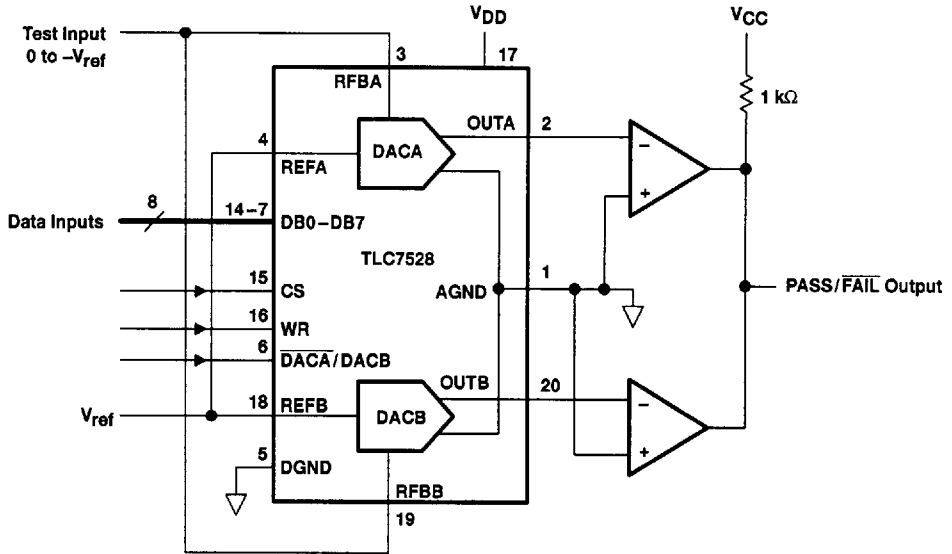 Test Input
0 to –Vref
VDD
VCC
3
17
RFBA
1 kΩ
OUTA
2
4
DACA
–
REFA
+
8
14–7
Data Inputs
DB0–DB7
TLC7528
15
CS
AGND
1
PASS/F̅A̅I̅L̅ Output
16
WR
6
D̅A̅C̅A̅/DACB
OUTB
20
18
REFB
Vref
DACB
–
5
DGND
+
RFBB
19